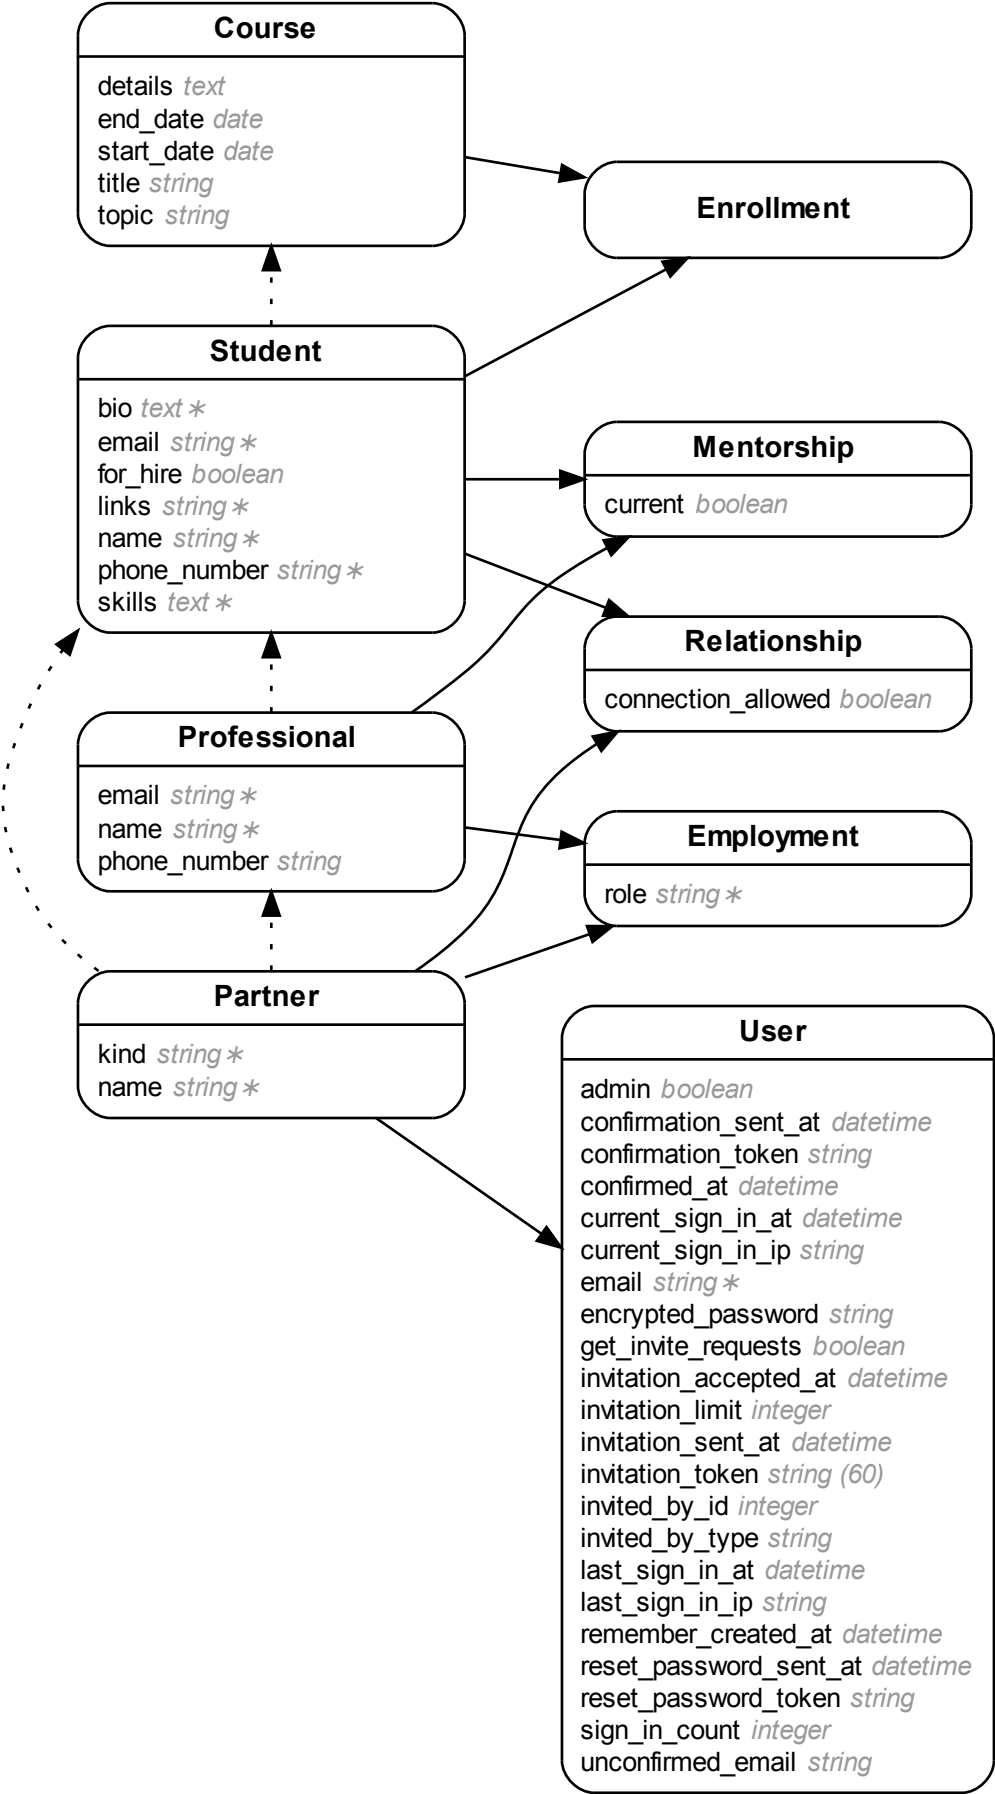 Course
details text
end_date date
start_date date
title string
topic string
Enrollment
Student
bio text ∗
email string ∗
for_hire boolean
links string ∗
name string ∗
phone_number string ∗
skills text ∗
Mentorship
current boolean
Relationship
connection_allowed boolean
Professional
email string ∗
name string ∗
phone_number string
Employment
role string ∗
Partner
kind string ∗
name string ∗
User
admin boolean
confirmation_sent_at datetime
confirmation_token string
confirmed_at datetime
current_sign_in_at datetime
current_sign_in_ip string
email string ∗
encrypted_password string
get_invite_requests boolean
invitation_accepted_at datetime
invitation_limit integer
invitation_sent_at datetime
invitation_token string (60)
invited_by_id integer
invited_by_type string
last_sign_in_at datetime
last_sign_in_ip string
remember_created_at datetime
reset_password_sent_at datetime
reset_password_token string
sign_in_count integer
unconfirmed_email string